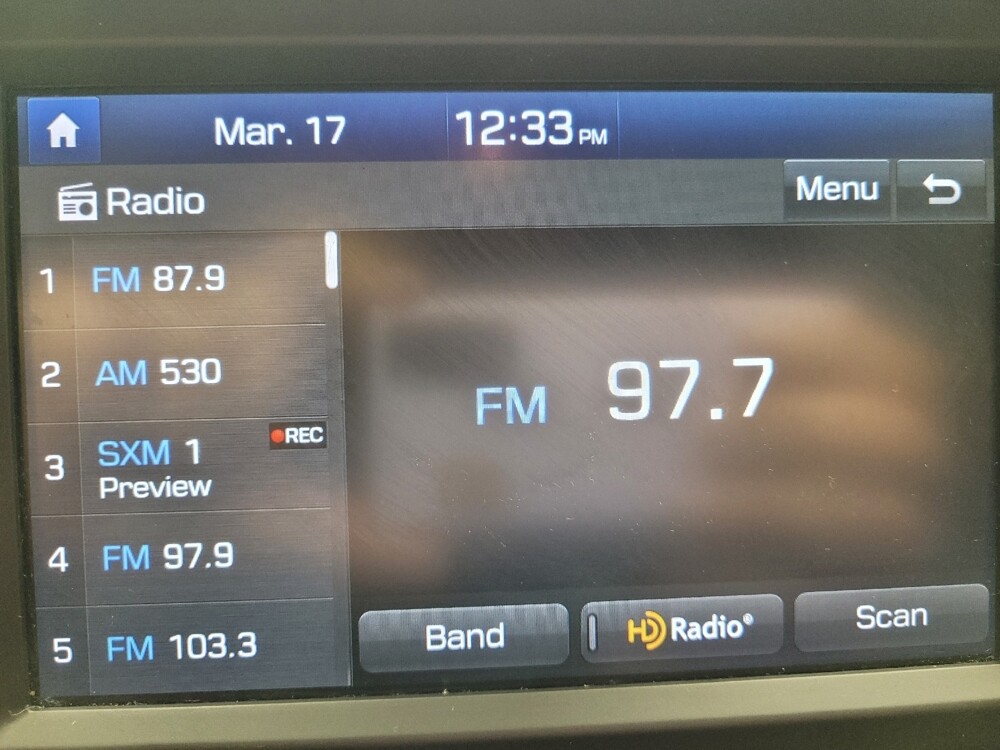 Mar. 17 12:33 PM
Radio Menu
1 FM 87.9
2 AM 530
3 SXM 1 REC
Preview
4 FM 97.9
5 FM 103.3
FM 97.7
Band HD Radio® Scan